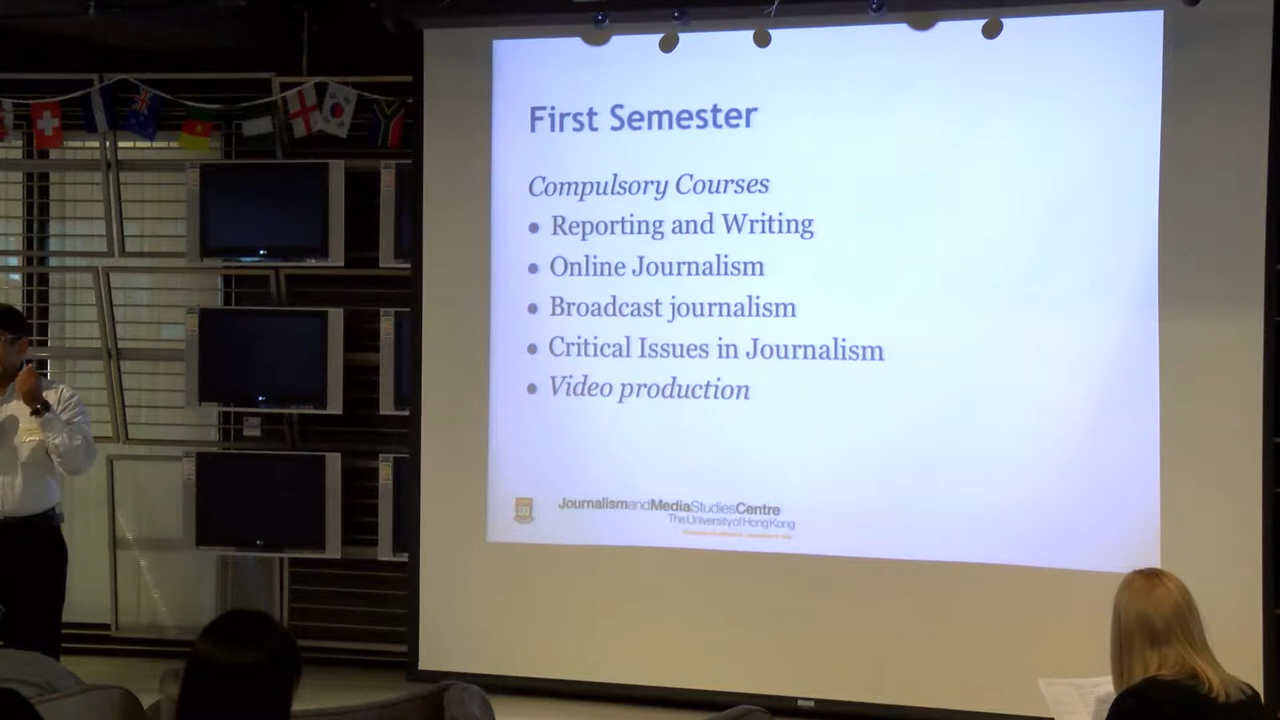 First Semester
Compulsory Courses
• Reporting and Writing
• Online Journalism
• Broadcast journalism
• Critical Issues in Journalism
• Video production
JournalismandMediaStudiesCentre
The University of Hong Kong